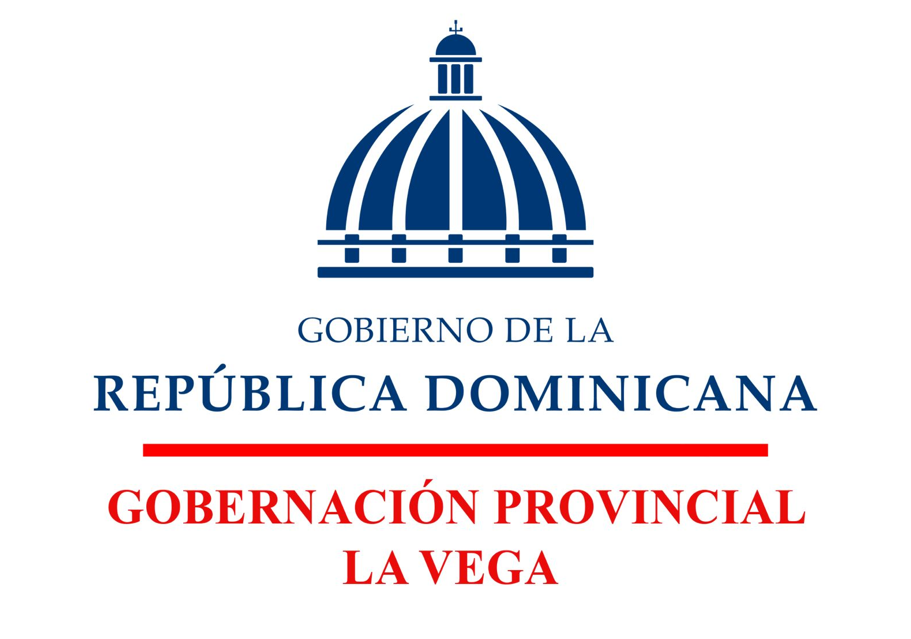 GOBIERNO DE LA
REPÚBLICA DOMINICANA
GOBERNACIÓN PROVINCIAL
LA VEGA